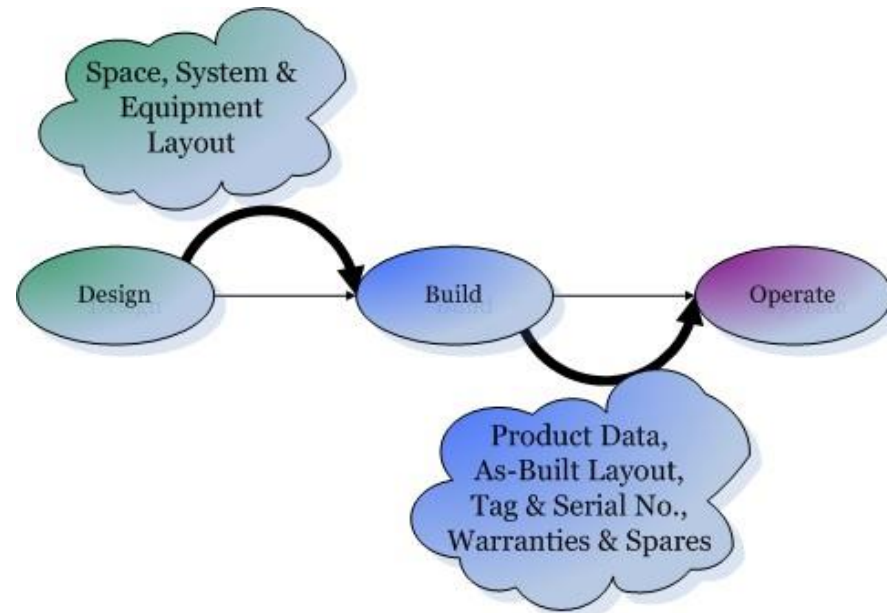 Space, System &
Equipment
Layout
Design
Build
Operate
Product Data,
As-Built Layout,
Tag & Serial No.,
Warranties & Spares